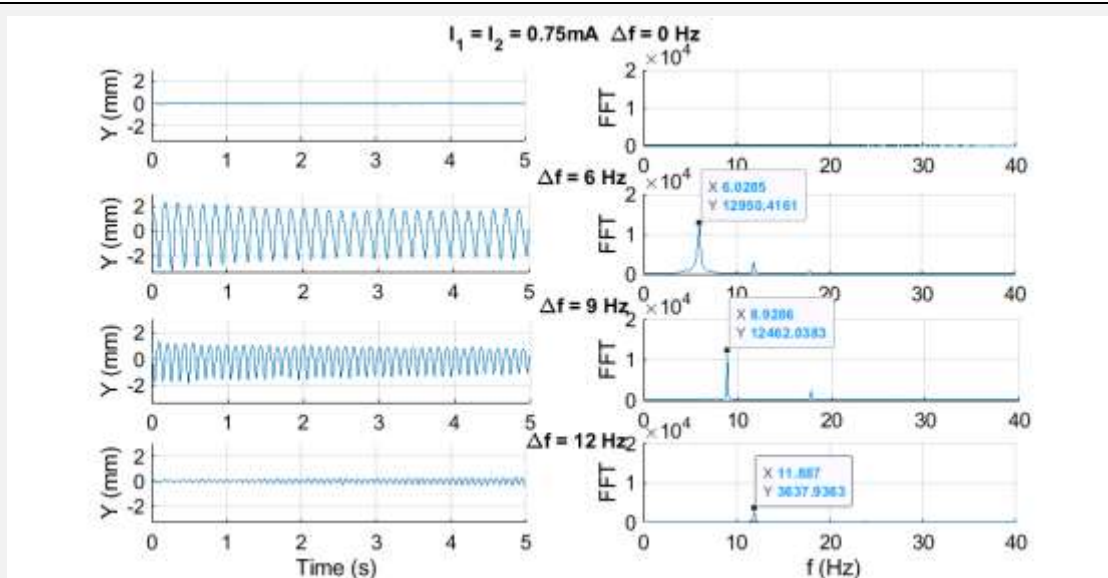 I1 = I2 = 0.75mA Δf = 0 Hz
Y (mm)
2
0
-2
0 1 2 3 4 5
FFT
×10^4
2
1
0
0 10 20 30 40
Δf = 6 Hz
Y (mm)
2
0
-2
0 1 2 3 4 5
FFT
×10^4
2
1
0
X 6.0285
Y 12950.4161
0 10 20 30 40
Δf = 9 Hz
Y (mm)
2
0
-2
0 1 2 3 4 5
FFT
×10^4
2
1
0
X 8.9286
Y 12462.0383
0 10 20 30 40
Δf = 12 Hz
Y (mm)
2
0
-2
0 1 2 3 4 5
Time (s)
FFT
×10^4
2
1
0
X 11.887
Y 3637.9363
0 10 20 30 40
f (Hz)